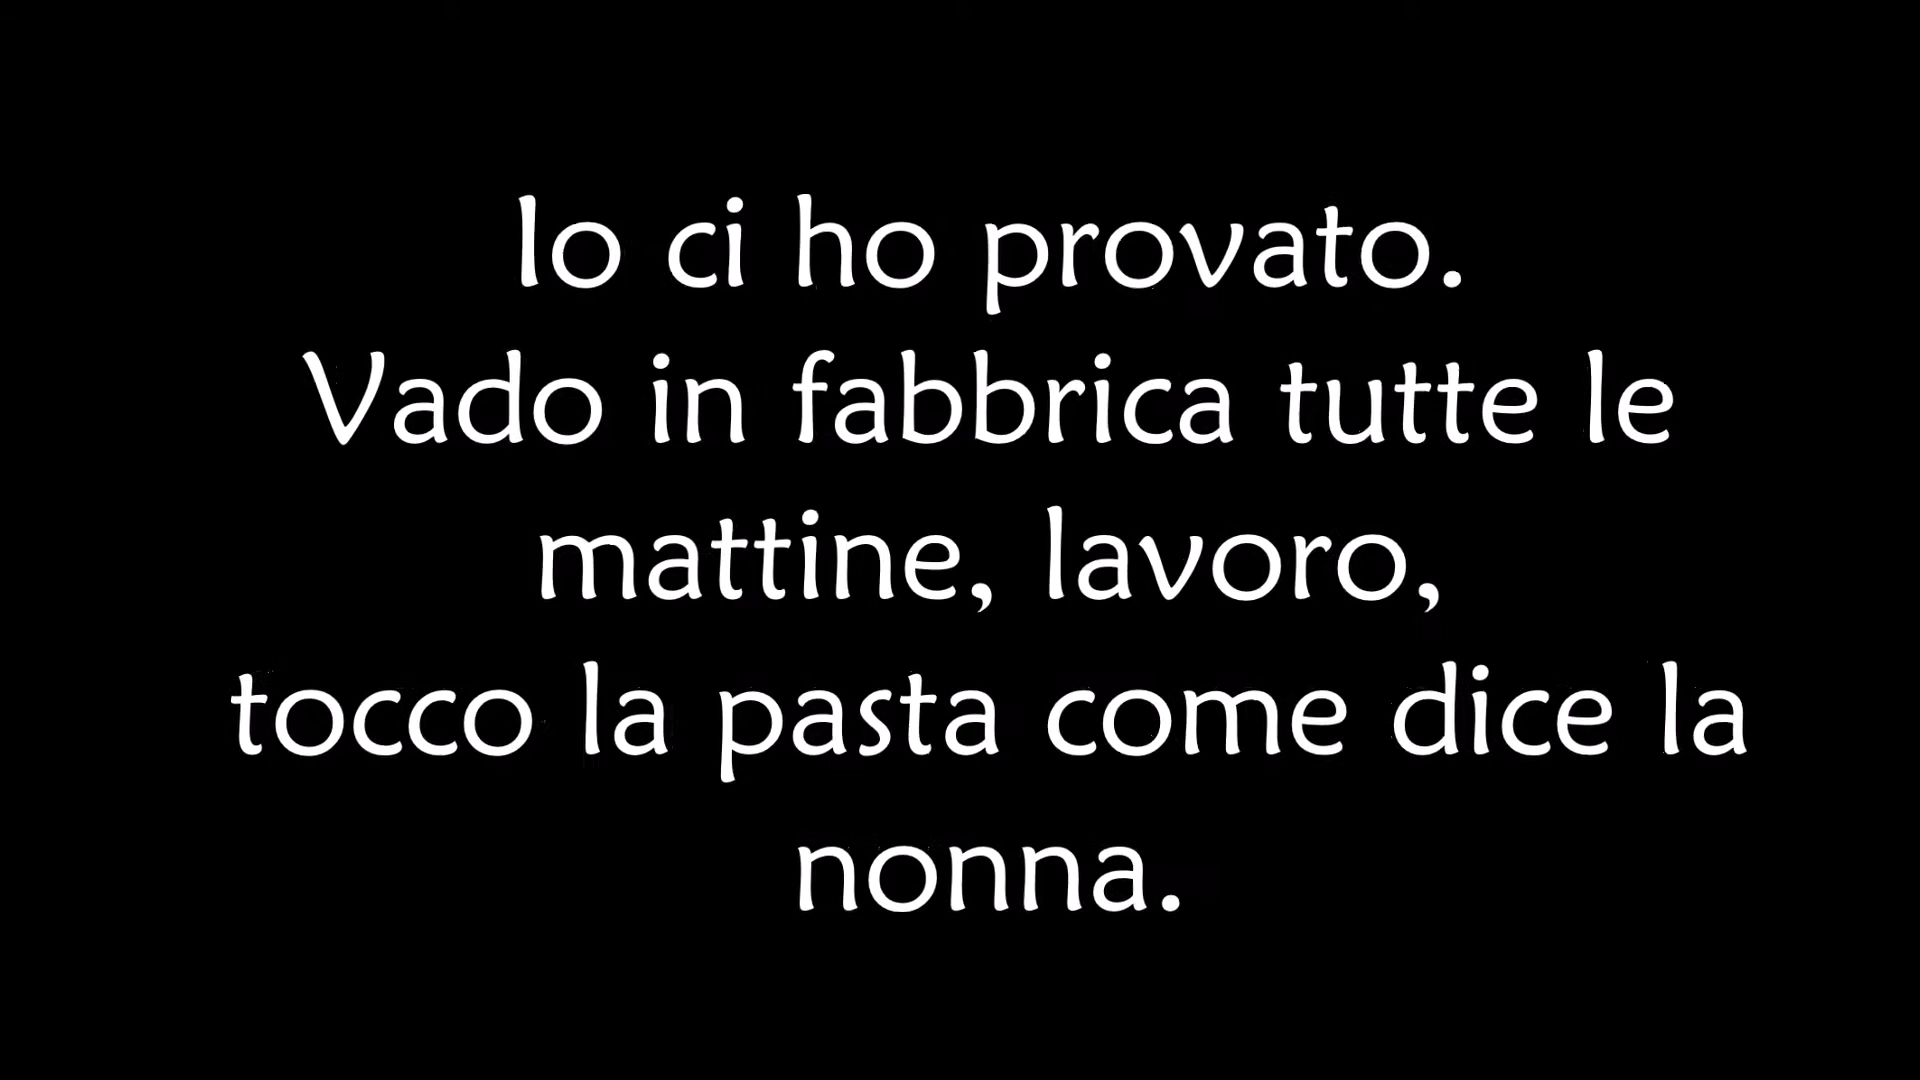 Io ci ho provato.
Vado in fabbrica tutte le
mattine, lavoro,
tocco la pasta come dice la
nonna.